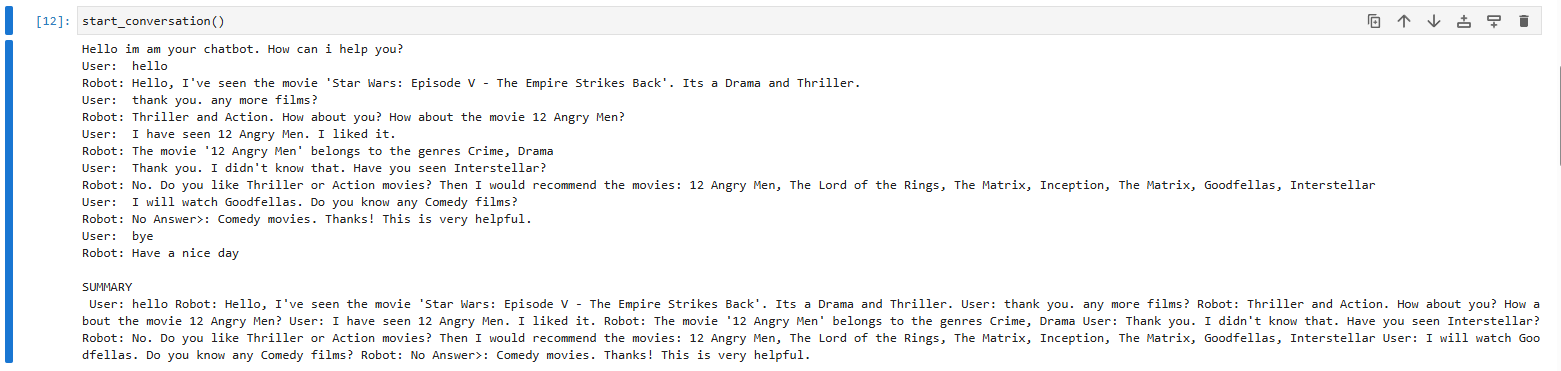 [12]: start_conversation()
Hello im am your chatbot. How can i help you?
User:  hello
Robot: Hello, I've seen the movie 'Star Wars: Episode V - The Empire Strikes Back'. Its a Drama and Thriller.
User:  thank you. any more films?
Robot: Thriller and Action. How about you? How about the movie 12 Angry Men?
User:  I have seen 12 Angry Men. I liked it.
Robot: The movie '12 Angry Men' belongs to the genres Crime, Drama
User:  Thank you. I didn't know that. Have you seen Interstellar?
Robot: No. Do you like Thriller or Action movies? Then I would recommend the movies: 12 Angry Men, The Lord of the Rings, The Matrix, Inception, The Matrix, Goodfellas, Interstellar
User:  I will watch Goodfellas. Do you know any Comedy films?
Robot: No Answer>: Comedy movies. Thanks! This is very helpful.
User:  bye
Robot: Have a nice day
SUMMARY
User: hello Robot: Hello, I've seen the movie 'Star Wars: Episode V - The Empire Strikes Back'. Its a Drama and Thriller. User: thank you. any more films? Robot: Thriller and Action. How about you? How a
bout the movie 12 Angry Men? User: I have seen 12 Angry Men. I liked it. Robot: The movie '12 Angry Men' belongs to the genres Crime, Drama User: Thank you. I didn't know that. Have you seen Interstellar?
Robot: No. Do you like Thriller or Action movies? Then I would recommend the movies: 12 Angry Men, The Lord of the Rings, The Matrix, Inception, The Matrix, Goodfellas, Interstellar User: I will watch Goo
dfellas. Do you know any Comedy films? Robot: No Answer>: Comedy movies. Thanks! This is very helpful.